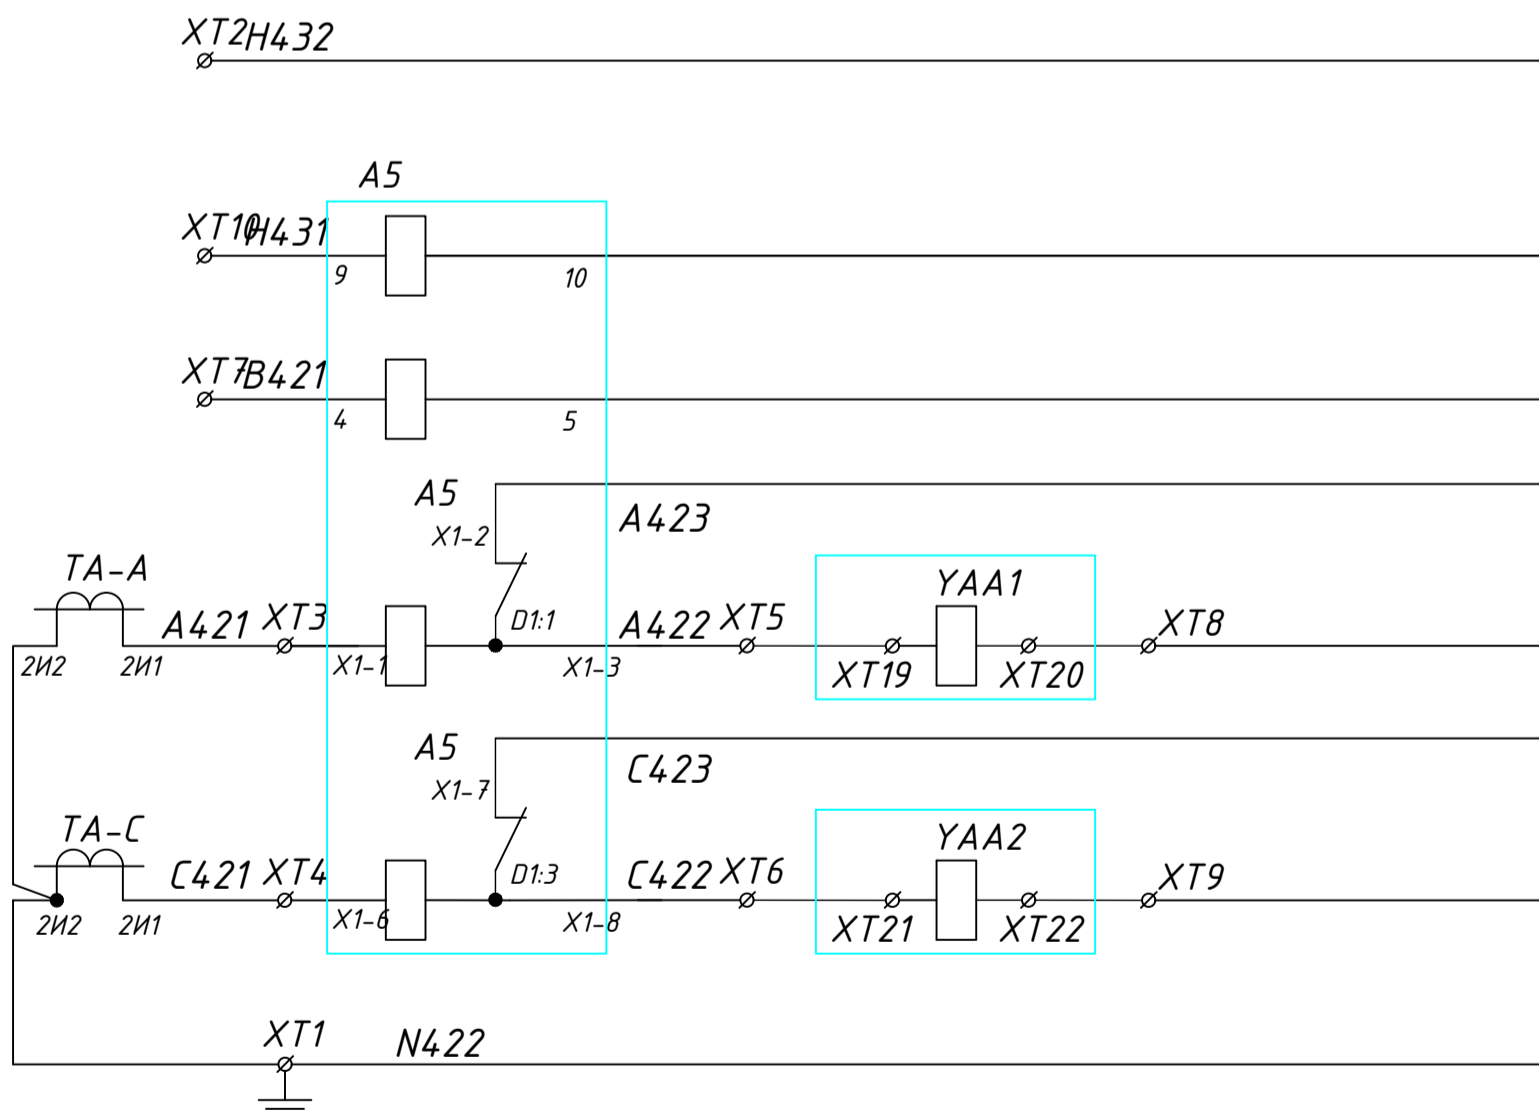 XT2 H432
A5
XT10 H431
9 10
XT7 B421
4 5
A5
X1-2
A423
TA-A
YAA1
A421 XT3 D1:1 A422 XT5 XT8
2И2 2И1 X1-1 X1-3 XT19 XT20
A5
X1-7
C423
TA-C
YAA2
C421 XT4 D1:3 C422 XT6 XT9
2И2 2И1 X1-6 X1-8 XT21 XT22
XT1 N422